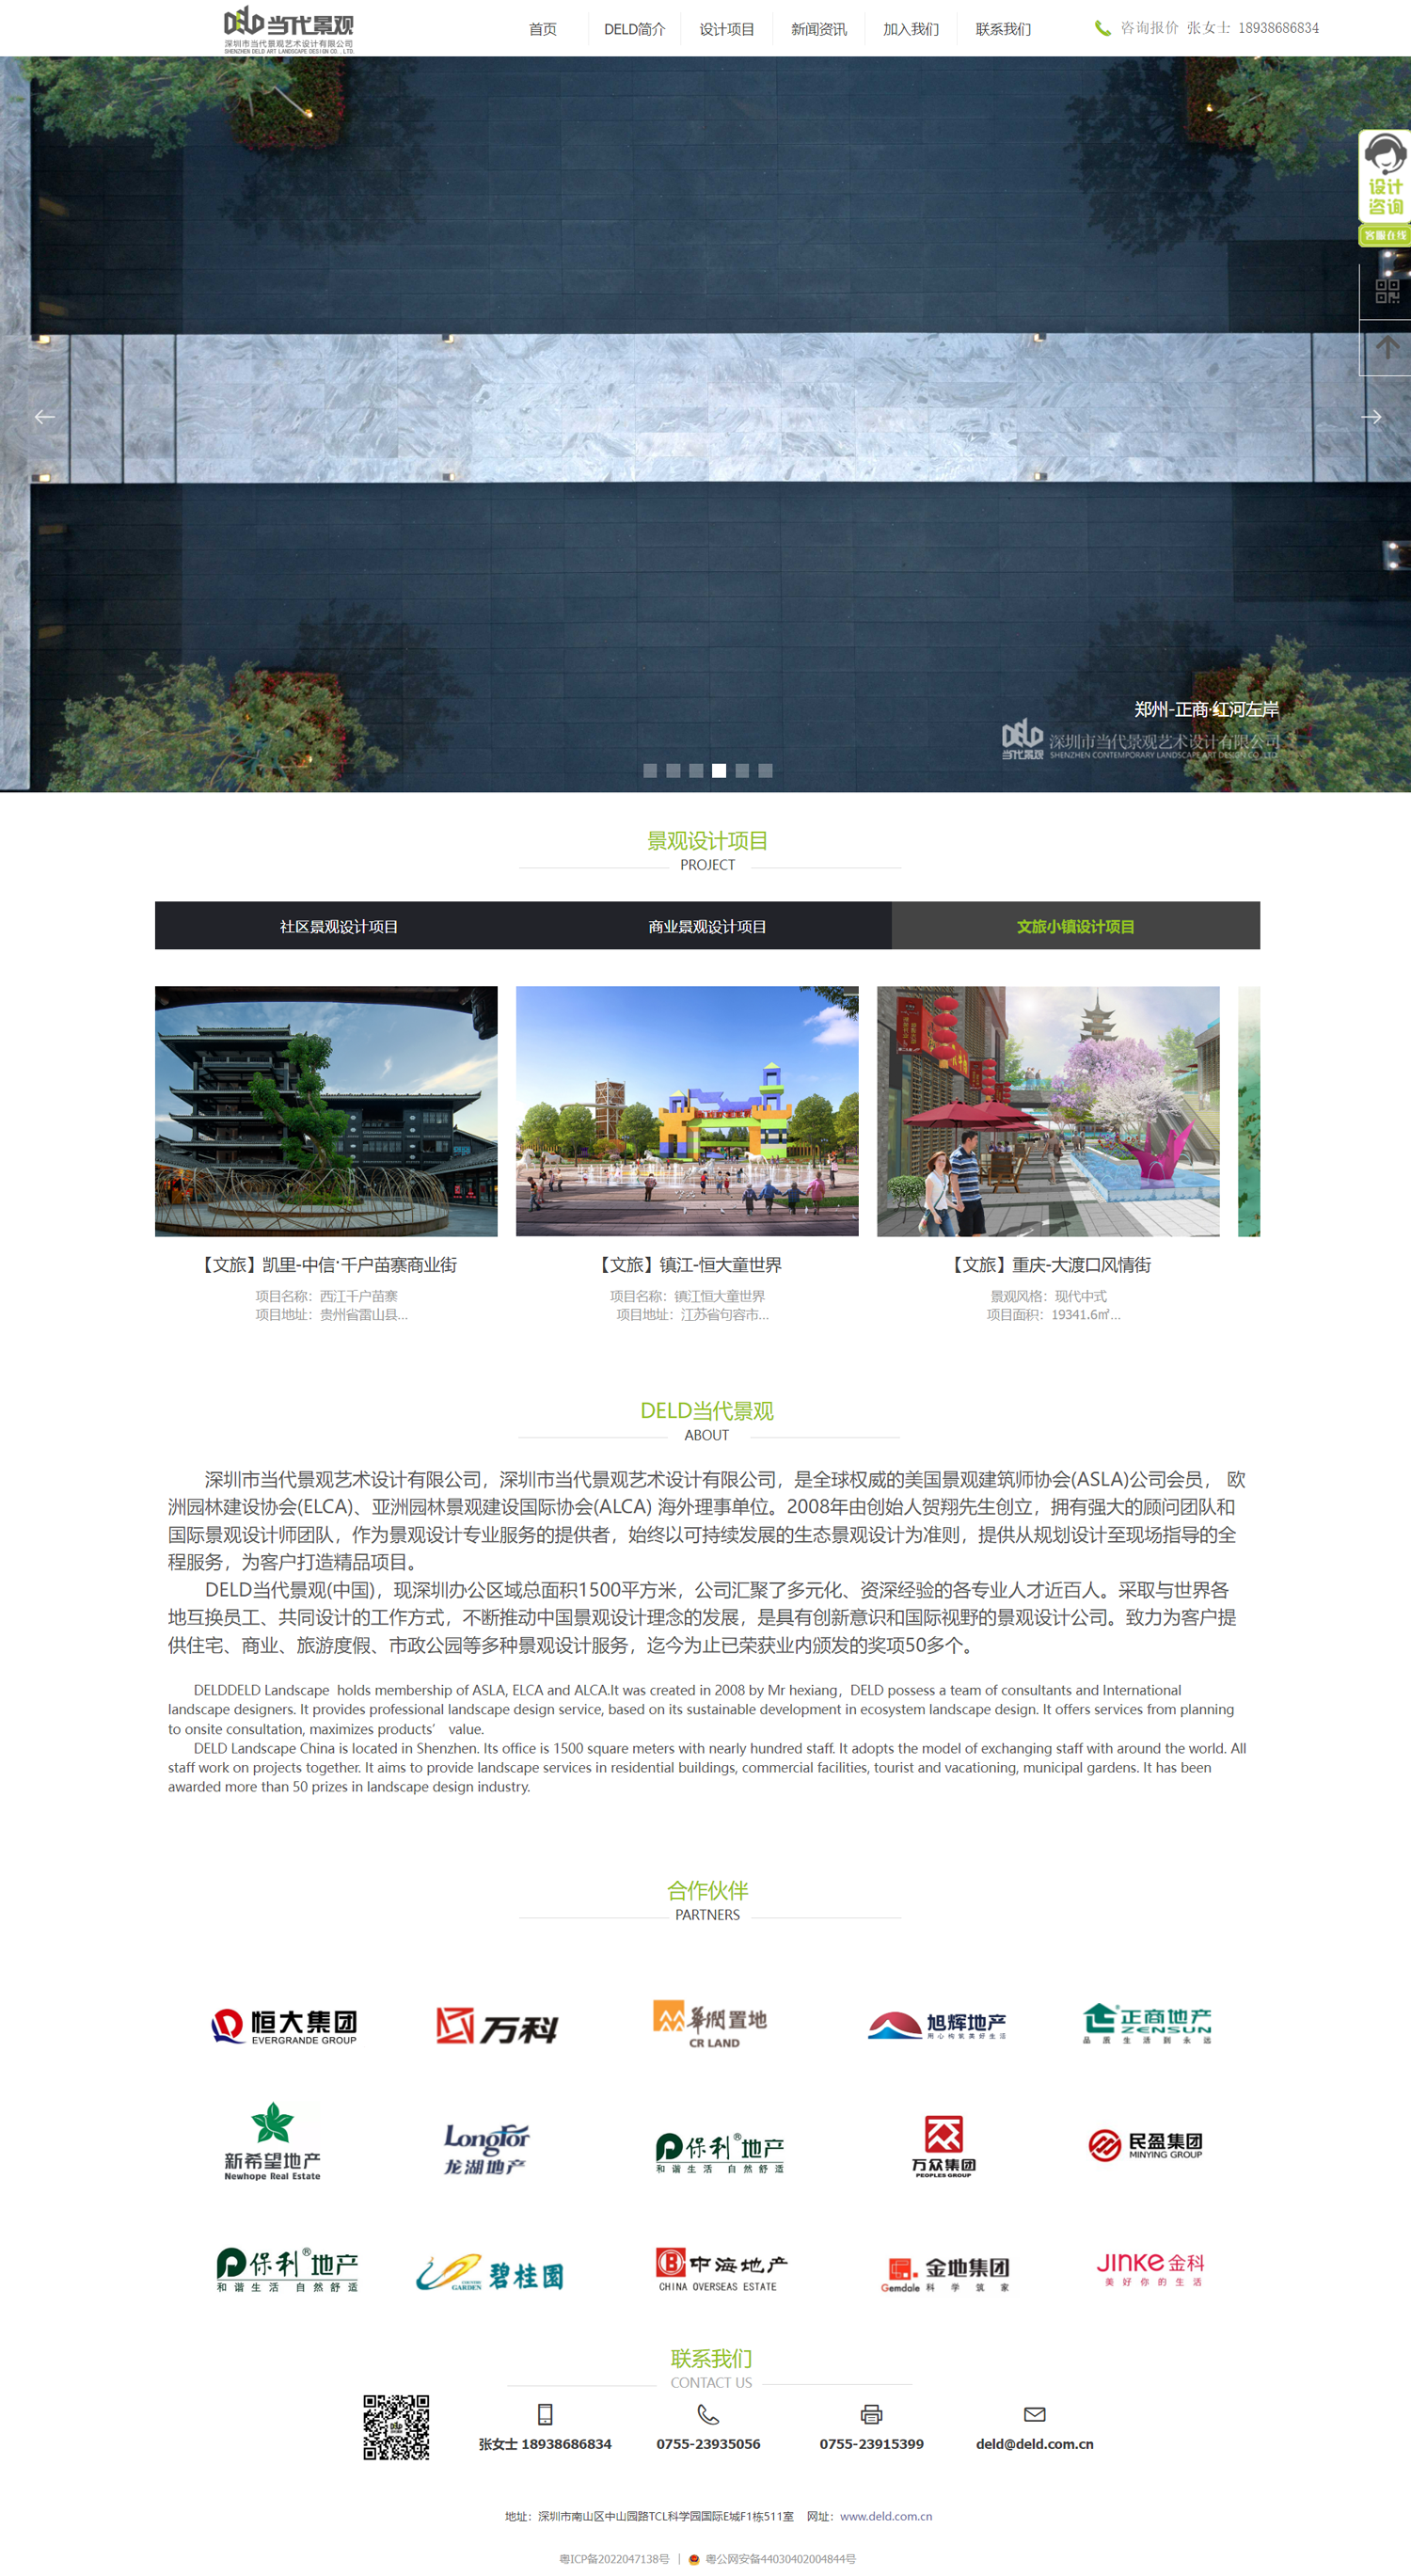 DELD 当代景观
深圳市当代景观艺术设计有限公司
SHENZHEN DELD ART LANDSCAPE DESIGN CO., LTD.
首页
DELD简介
设计项目
新闻资讯
加入我们
联系我们
咨询报价 张女士 18938686834
设计
咨询
客服在线
郑州-正商·红河左岸
DELD 当代景观
深圳市当代景观艺术设计有限公司
SHENZHEN CONTEMPORARY LANDSCAPE ART DESIGN CO.
景观设计项目
PROJECT
社区景观设计项目
商业景观设计项目
文旅小镇设计项目
【文旅】凯里-中信·千户苗寨商业街
项目名称：西江千户苗寨
项目地址：贵州省雷山县...
【文旅】镇江-恒大童世界
项目名称：镇江恒大童世界
项目地址：江苏省句容市...
【文旅】重庆-大渡口风情街
景观风格：现代中式
项目面积：19341.6㎡...
DELD当代景观
ABOUT
深圳市当代景观艺术设计有限公司，深圳市当代景观艺术设计有限公司，是全球权威的美国景观建筑师协会(ASLA)公司会员， 欧
洲园林建设协会(ELCA)、亚洲园林景观建设国际协会(ALCA) 海外理事单位。2008年由创始人贺翔先生创立，拥有强大的顾问团队和
国际景观设计师团队，作为景观设计专业服务的提供者，始终以可持续发展的生态景观设计为准则，提供从规划设计至现场指导的全
程服务，为客户打造精品项目。
DELD当代景观(中国)，现深圳办公区域总面积1500平方米，公司汇聚了多元化、资深经验的各专业人才近百人。采取与世界各
地互换员工、共同设计的工作方式，不断推动中国景观设计理念的发展，是具有创新意识和国际视野的景观设计公司。致力为客户提
供住宅、商业、旅游度假、市政公园等多种景观设计服务，迄今为止已荣获业内颁发的奖项50多个。
DELDDELD Landscape  holds membership of ASLA, ELCA and ALCA.It was created in 2008 by Mr hexiang，DELD possess a team of consultants and International
landscape designers. It provides professional landscape design service, based on its sustainable development in ecosystem landscape design. It offers services from planning
to onsite consultation, maximizes products’ value.
DELD Landscape China is located in Shenzhen. Its office is 1500 square meters with nearly hundred staff. It adopts the model of exchanging staff with around the world. All
staff work on projects together. It aims to provide landscape services in residential buildings, commercial facilities, tourist and vacationing, municipal gardens. It has been
awarded more than 50 prizes in landscape design industry.
合作伙伴
PARTNERS
恒大集团
EVERGRANDE GROUP
万科
華潤置地
CR LAND
旭辉地产
用心构筑美好生活
正商地产
ZENSUN
品质生活到永远
新希望地产
Newhope Real Estate
Longfor
龙湖地产
保利®地产
和谐生活 自然舒适
万众集团
PEOPLES GROUP
民盈集团
MINYING GROUP
保利®地产
和谐生活 自然舒适
COUNTRY GARDEN 碧桂園
中海地产
CHINA OVERSEAS ESTATE
金地集团
Gemdale 科学筑家
JINKE金科
美好你的生活
联系我们
CONTACT US
张女士 18938686834
0755-23935056
0755-23915399
deld@deld.com.cn
地址：深圳市南山区中山园路TCL科学园国际E城F1栋511室 网址：www.deld.com.cn
粤ICP备2022047138号 | 粤公网安备44030402004844号